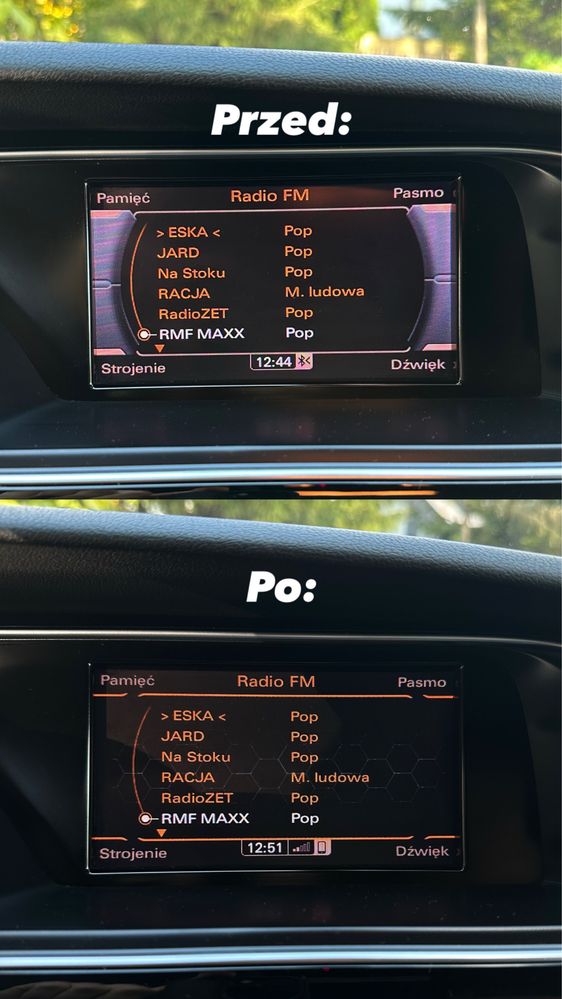 Przed:
Pamięć Radio FM Pasmo
> ESKA < Pop
JARD Pop
Na Stoku Pop
RACJA M. ludowa
RadioZET Pop
RMF MAXX Pop
Strojenie 12:44 Dźwięk
Po:
Pamięć Radio FM Pasmo
> ESKA < Pop
JARD Pop
Na Stoku Pop
RACJA M. ludowa
RadioZET Pop
RMF MAXX Pop
Strojenie 12:51 Dźwięk